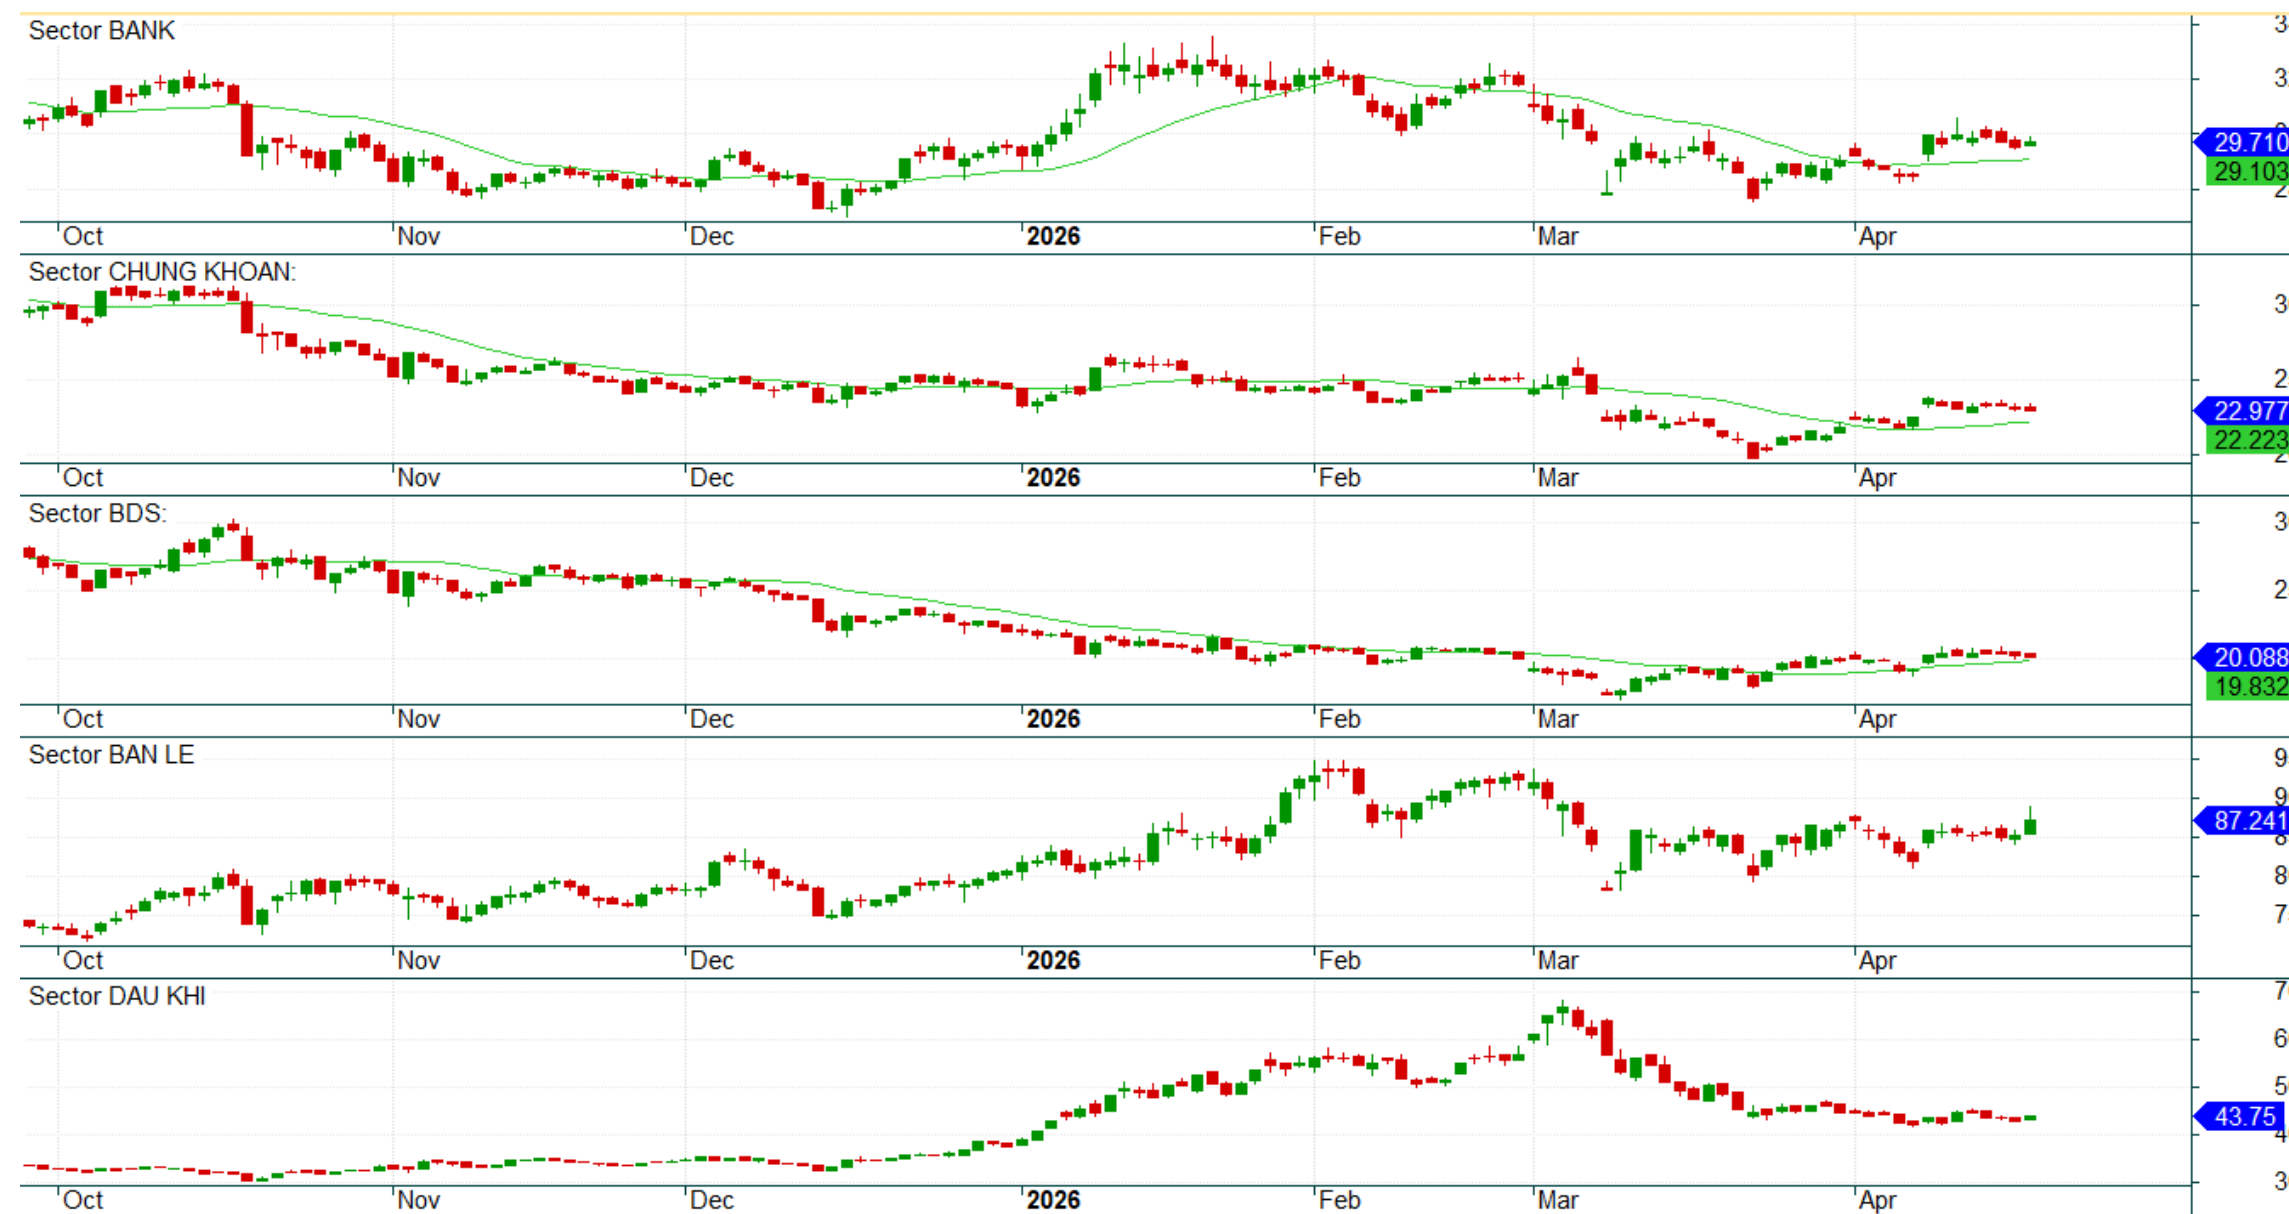 Sector BANK
29.710
29.103
Oct Nov Dec 2026 Feb Mar Apr
Sector CHUNG KHOAN:
22.977
22.223
Oct Nov Dec 2026 Feb Mar Apr
Sector BDS:
20.088
19.832
Oct Nov Dec 2026 Feb Mar Apr
Sector BAN LE
87.241
Oct Nov Dec 2026 Feb Mar Apr
Sector DAU KHI
43.75
Oct Nov Dec 2026 Feb Mar Apr